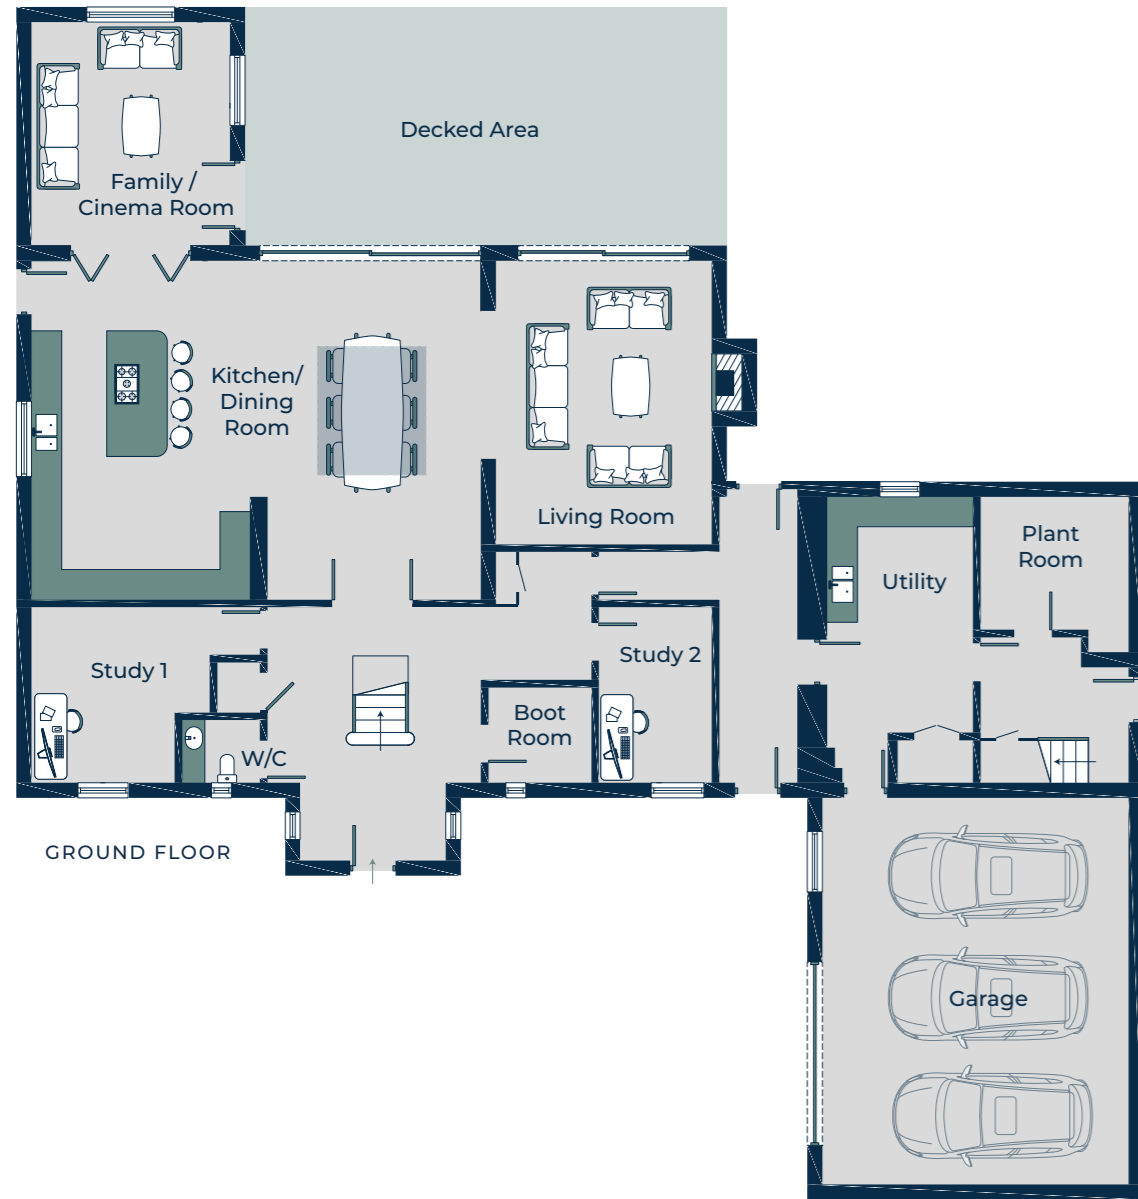 Decked Area
Family /
Cinema Room
Kitchen/
Dining
Room
Living Room
Plant
Room
Utility
Study 1
Study 2
Boot
Room
W/C
GROUND FLOOR
Garage